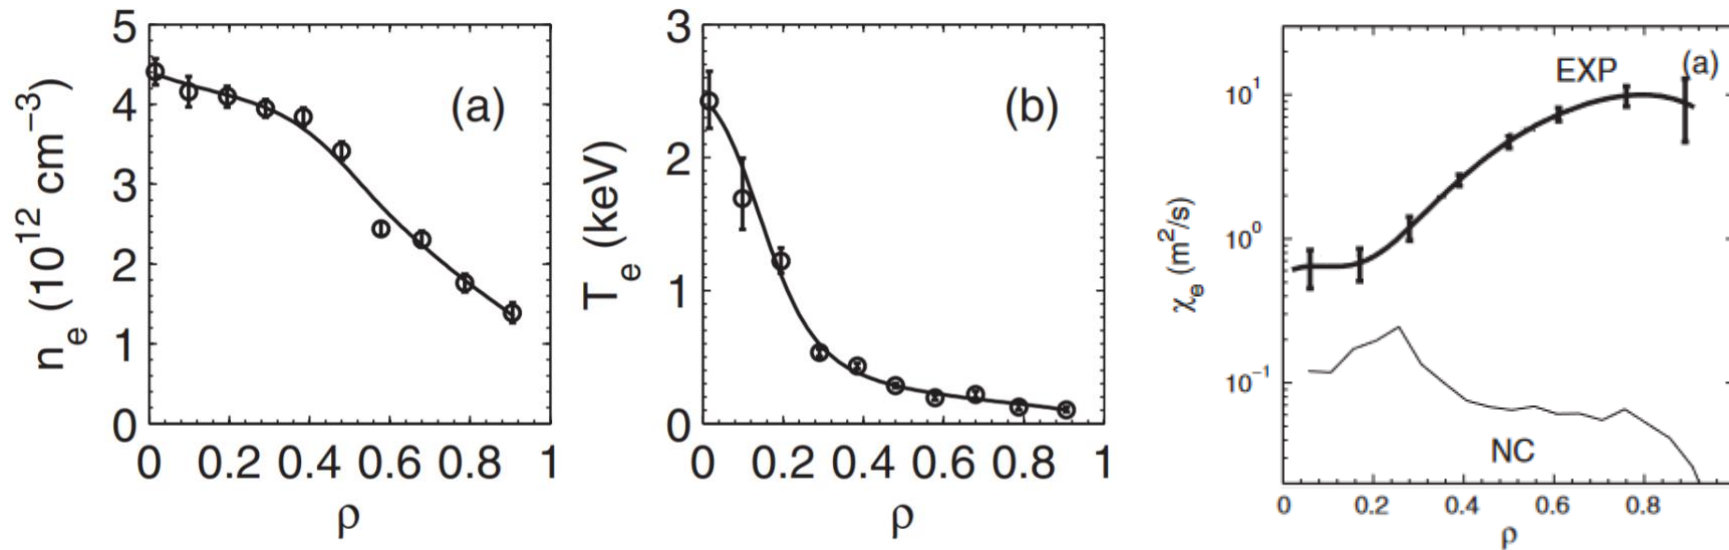 5
4
3
2
1
0
n_e (10^12 cm^−3)
(a)
0 0.2 0.4 0.6 0.8 1
ρ
3
2
1
0
T_e (keV)
(b)
0 0.2 0.4 0.6 0.8 1
ρ
10^1
10^0
10^-1
χ_e (m^2/s)
EXP
(a)
NC
0 0.2 0.4 0.6 0.8
ρ